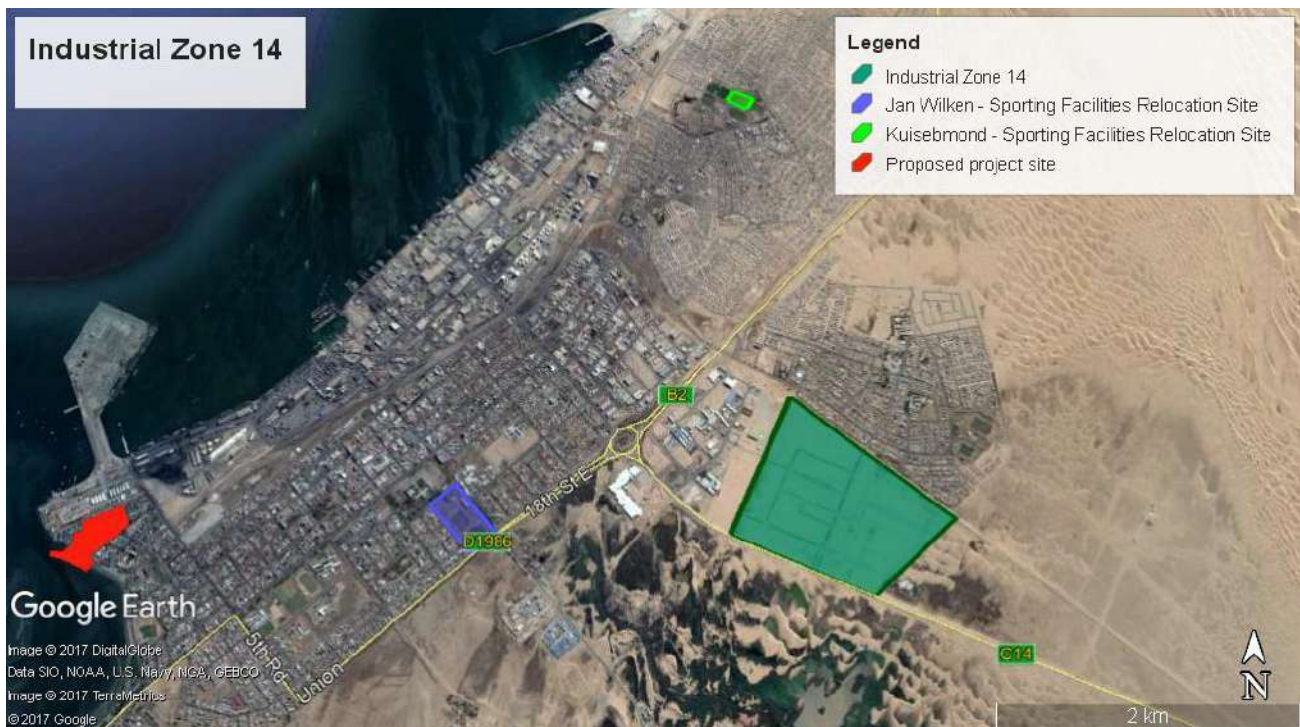 Industrial Zone 14
Legend
Industrial Zone 14
Jan Wilken - Sporting Facilities Relocation Site
Kuisebmond - Sporting Facilities Relocation Site
Proposed project site
B2
18th St E
D1986
Google Earth
5th Rd
Union
C14
Image © 2017 DigitalGlobe
Data SIO, NOAA, U.S. Navy, NGA, GEBCO
Image © 2017 TerraMetrics
© 2017 Google
N
2 km